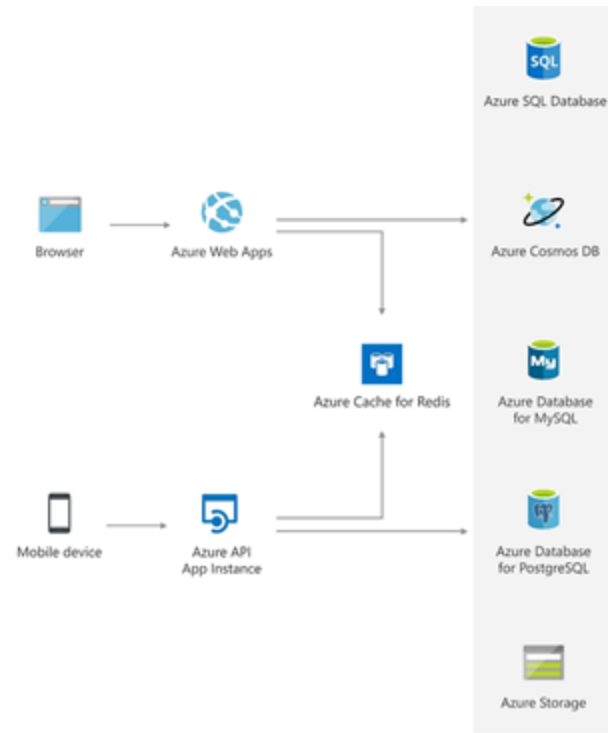 SQL
Azure SQL Database
Browser
Azure Web Apps
Azure Cosmos DB
Azure Cache for Redis
My
Azure Database
for MySQL
Mobile device
Azure API
App Instance
Azure Database
for PostgreSQL
Azure Storage